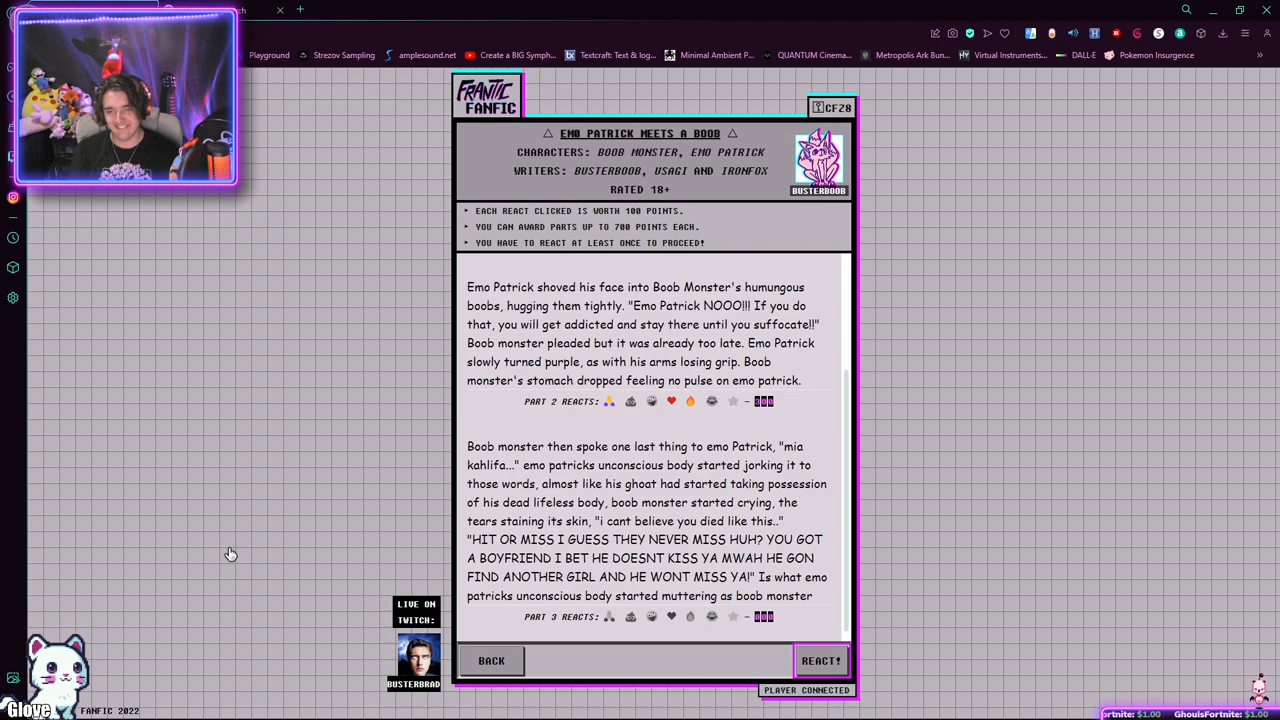 ch
Playground
Strezov Sampling
amplesound.net
Create a BIG Symph...
Textcraft: Text & log...
Minimal Ambient P...
QUANTUM Cinema...
Metropolis Ark Bun...
Virtual Instruments...
DALL-E
Pokemon Insurgence
FRANTIC
FANFIC
CFZ8
△ EMO PATRICK MEETS A BOOB △
CHARACTERS: BOOB MONSTER, EMO PATRICK
WRITERS: BUSTERBOOB, USAGI AND IRONFOX
RATED 18+
BUSTERBOOB
EACH REACT CLICKED IS WORTH 100 POINTS.
YOU CAN AWARD PARTS UP TO 700 POINTS EACH.
YOU HAVE TO REACT AT LEAST ONCE TO PROCEED!
Emo Patrick shoved his face into Boob Monster's humungous
boobs, hugging them tightly. "Emo Patrick NOOO!!! If you do
that, you will get addicted and stay there until you suffocate!!"
Boob monster pleaded but it was already too late. Emo Patrick
slowly turned purple, as with his arms losing grip. Boob
monster's stomach dropped feeling no pulse on emo patrick.
PART 2 REACTS: – 300
Boob monster then spoke one last thing to emo Patrick, "mia
kahlifa..." emo patricks unconscious body started jorking it to
those words, almost like his ghoat had started taking possession
of his dead lifeless body, boob monster started crying, the
tears staining its skin, "i cant believe you died like this.."
"HIT OR MISS I GUESS THEY NEVER MISS HUH? YOU GOT
A BOYFRIEND I BET HE DOESNT KISS YA MWAH HE GON
FIND ANOTHER GIRL AND HE WONT MISS YA!" Is what emo
patricks unconscious body started muttering as boob monster
PART 3 REACTS: – 000
LIVE ON
TWITCH:
BUSTERBRAD
BACK
REACT!
PLAYER CONNECTED
Glove
FANFIC 2022
ortnite: $1.00 GhoulsFortnite: $1.00